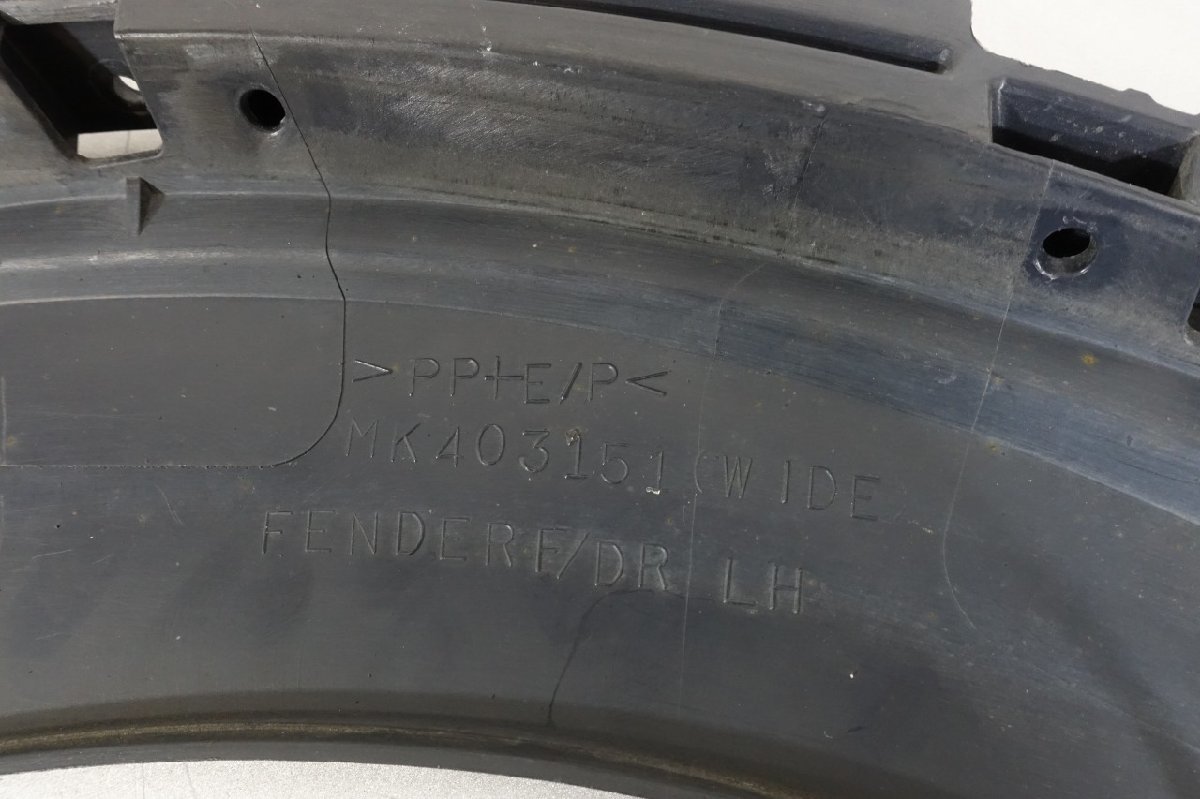 >PP+E/P<
MK403151(WIDE
FENDERF/DR LH